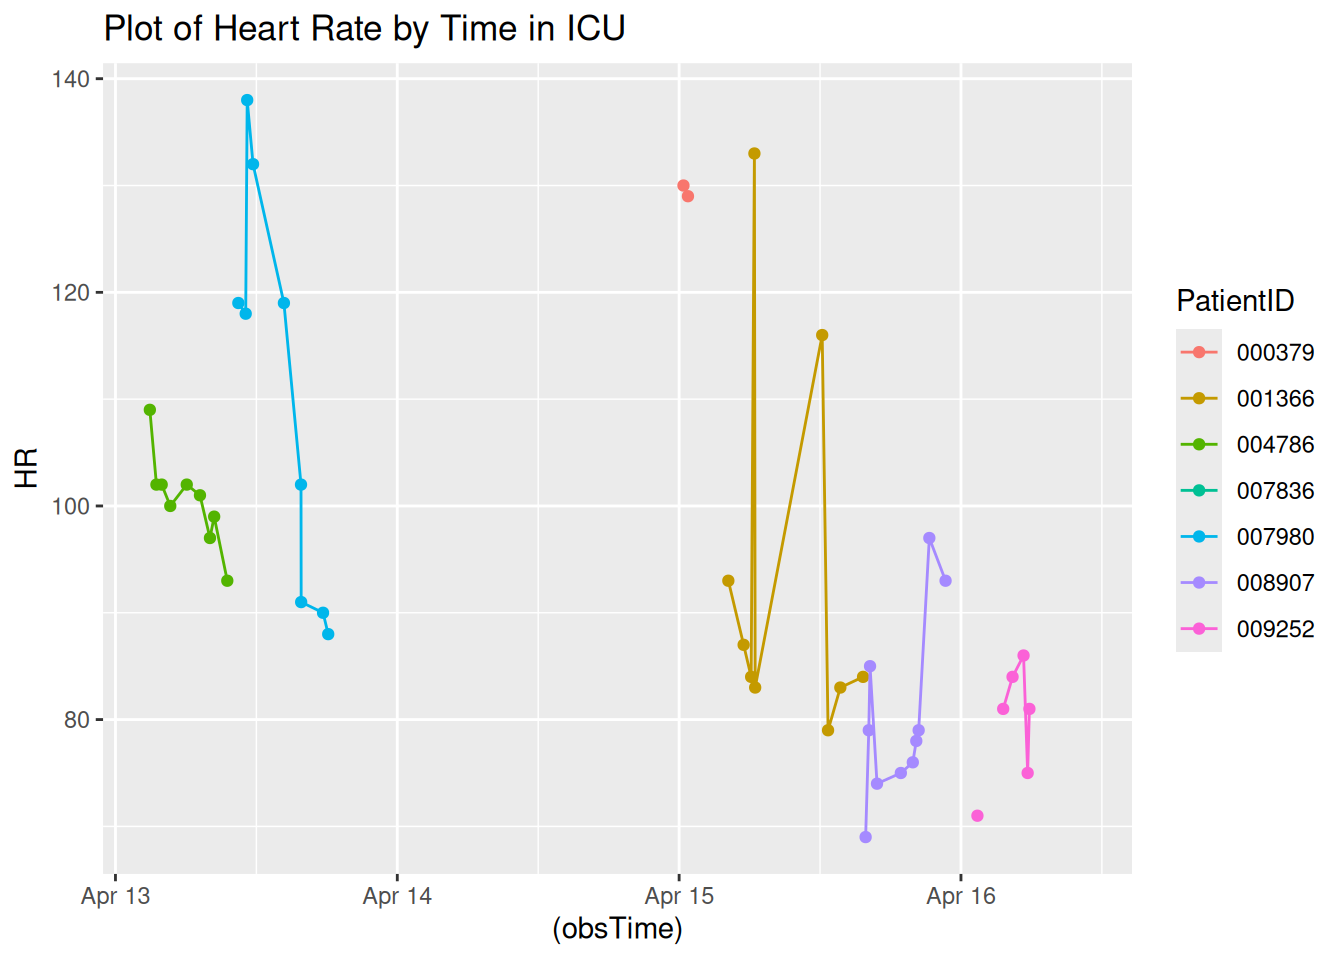 Plot of Heart Rate by Time in ICU
140
120
100
80
HR
Apr 13
Apr 14
Apr 15
Apr 16
(obsTime)
PatientID
000379
001366
004786
007836
007980
008907
009252